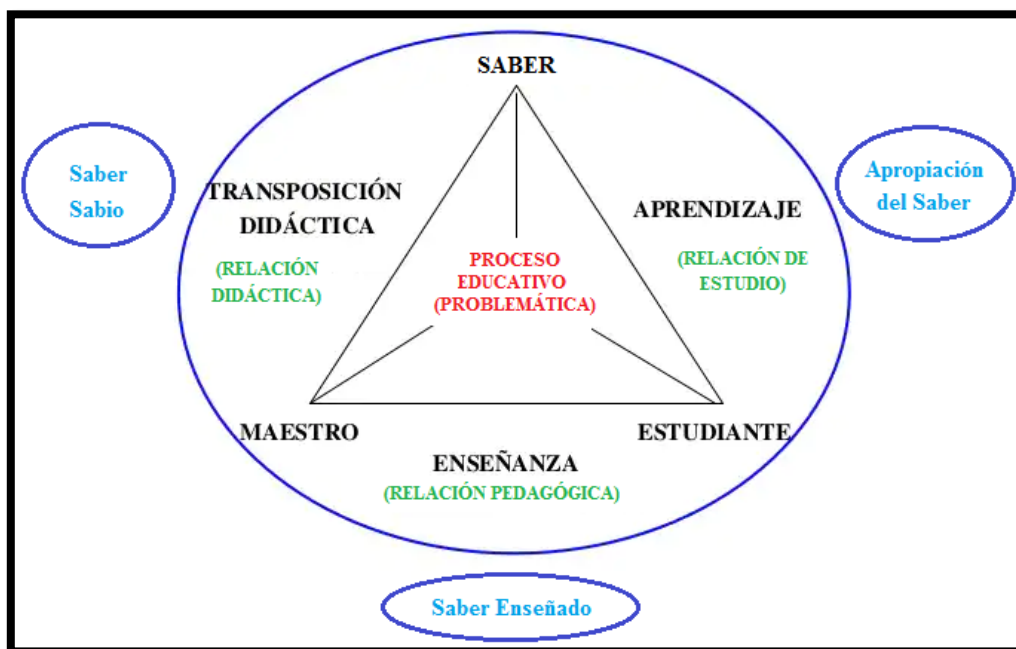 SABER
Saber
Sabio
TRANSPOSICIÓN
DIDÁCTICA
(RELACIÓN
DIDÁCTICA)
PROCESO
EDUCATIVO
(PROBLEMÁTICA)
APRENDIZAJE
(RELACIÓN DE
ESTUDIO)
Apropiación
del Saber
MAESTRO
ESTUDIANTE
ENSEÑANZA
(RELACIÓN PEDAGÓGICA)
Saber Enseñado